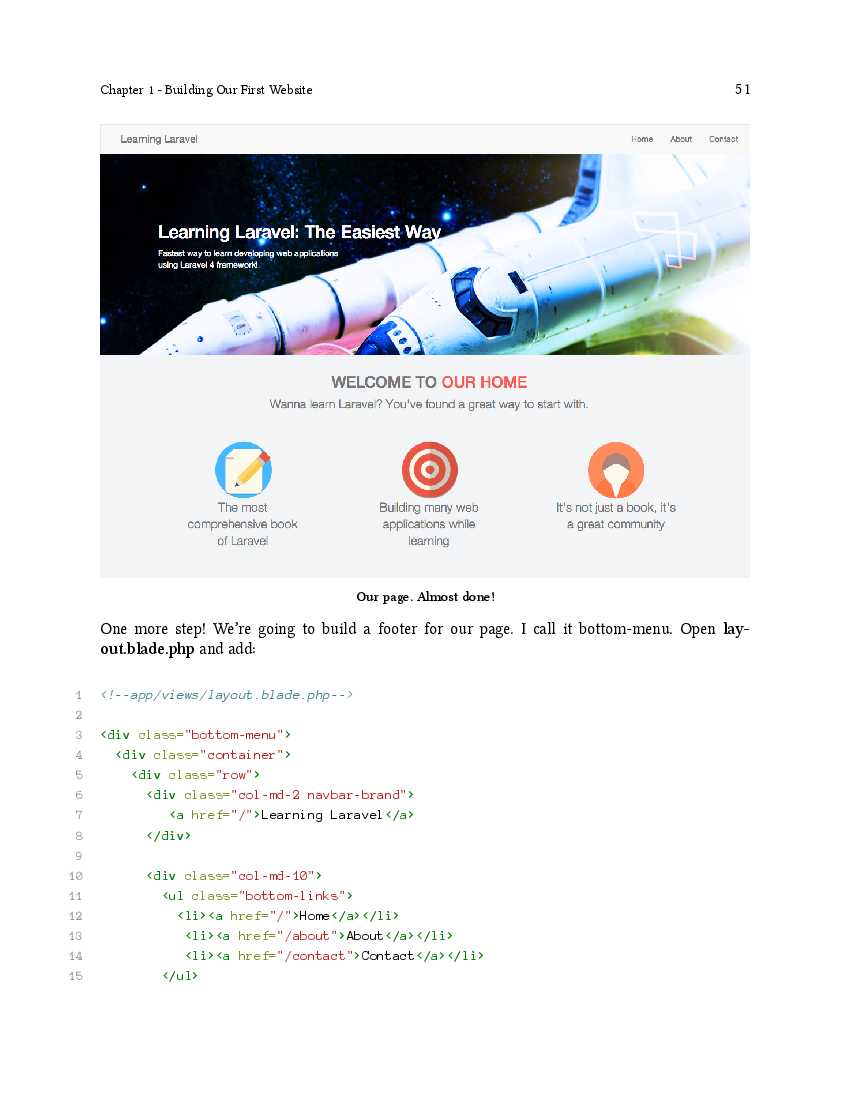 Chapter 1 - Building Our First Website 51
Learning Laravel Home About Contact
Learning Laravel: The Easiest Way
Fastest way to learn developing web applications
using Laravel 4 framework!
WELCOME TO OUR HOME
Wanna learn Laravel? You've found a great way to start with.
The most
comprehensive book
of Laravel
Building many web
applications while
learning
It's not just a book, it's
a great community
Our page. Almost done!
One more step! We’re going to build a footer for our page. I call it bottom-menu. Open lay-
out.blade.php and add:
1 <!--app/views/layout.blade.php-->
2
3 <div class="bottom-menu">
4   <div class="container">
5     <div class="row">
6       <div class="col-md-2 navbar-brand">
7          <a href="/">Learning Laravel</a>
8       </div>
9
10       <div class="col-md-10">
11         <ul class="bottom-links">
12           <li><a href="/">Home</a></li>
13            <li><a href="/about">About</a></li>
14            <li><a href="/contact">Contact</a></li>
15         </ul>